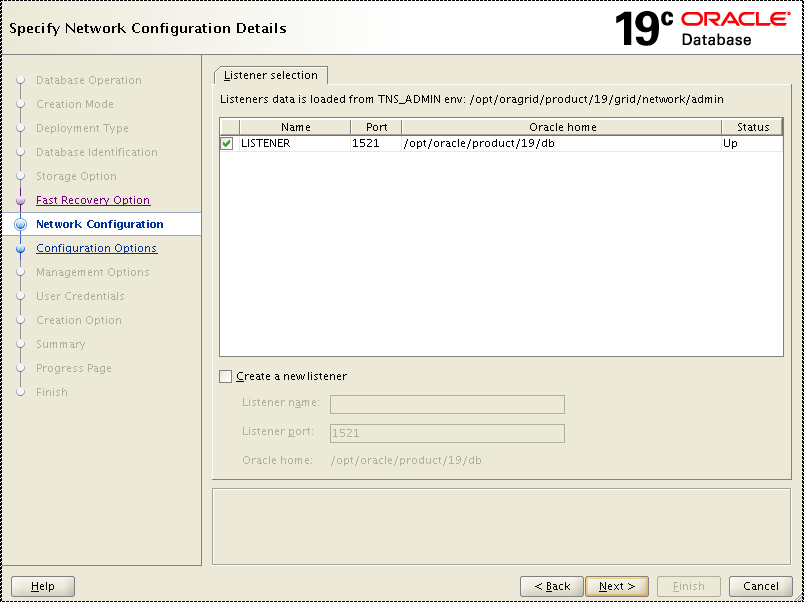 Specify Network Configuration Details
19c ORACLE
Database
Database Operation
Creation Mode
Deployment Type
Database Identification
Storage Option
Fast Recovery Option
Network Configuration
Configuration Options
Management Options
User Credentials
Creation Option
Summary
Progress Page
Finish
Listener selection
Listeners data is loaded from TNS_ADMIN env: /opt/oragrid/product/19/grid/network/admin
Name Port Oracle home Status
LISTENER 1521 /opt/oracle/product/19/db Up
Create a new listener
Listener name:
Listener port: 1521
Oracle home: /opt/oracle/product/19/db
Help < Back Next > Finish Cancel